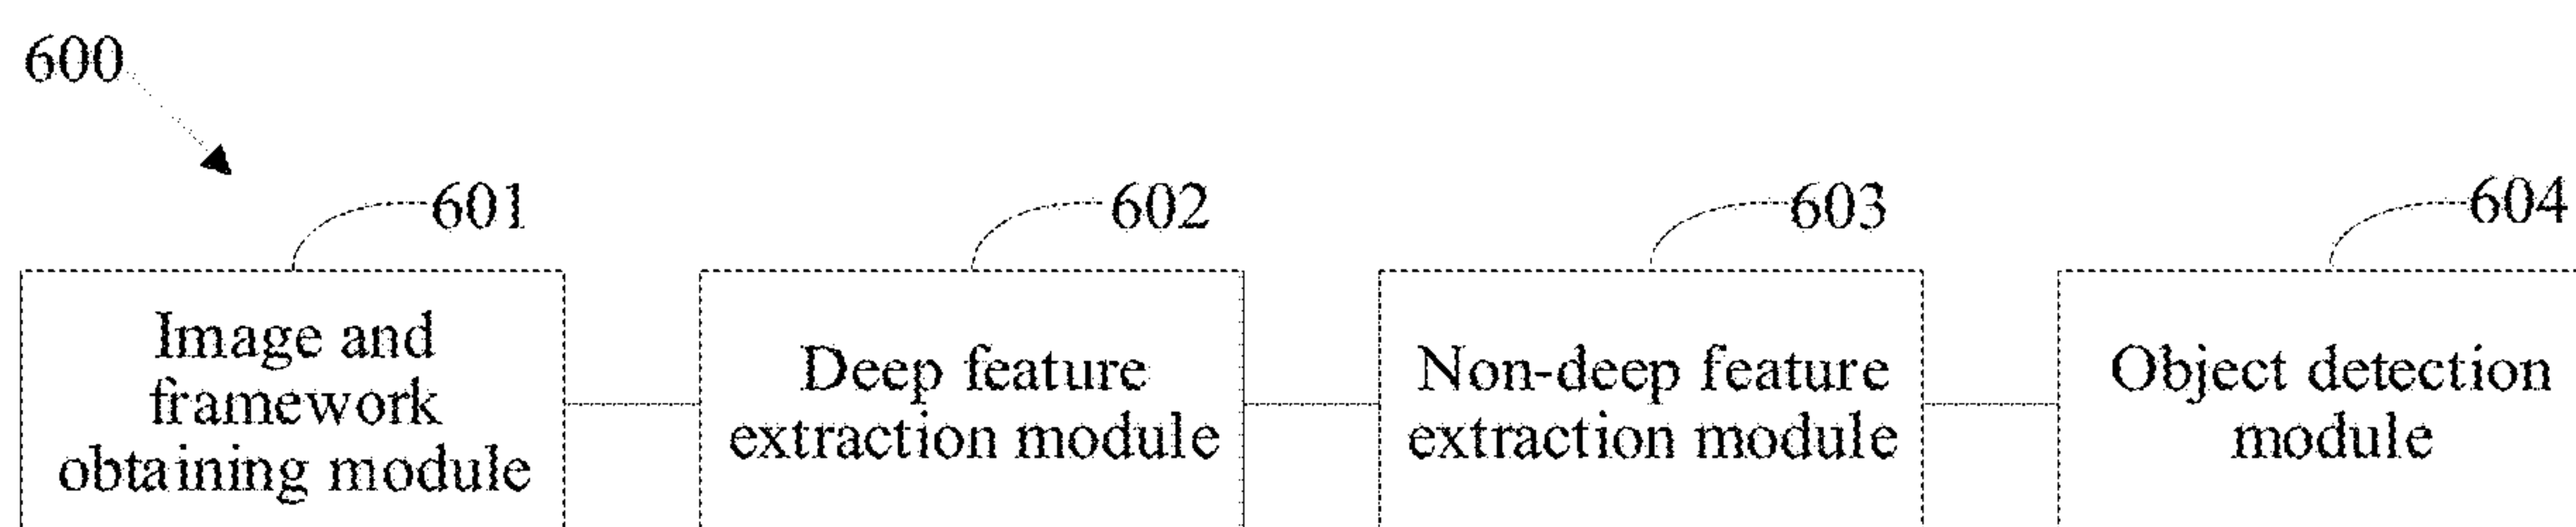 600
601
602
603
604
Image and
framework
obtaining module
Deep feature
extraction module
Non-deep feature
extraction module
Object detection
module